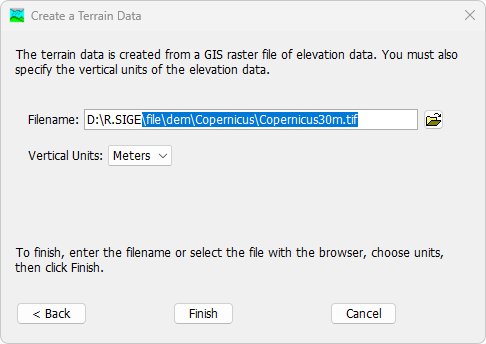 Create a Terrain Data
The terrain data is created from a GIS raster file of elevation data. You must also
specify the vertical units of the elevation data.
Filename: D:\R.SIGE\file\dem\Copernicus\Copernicus30m.tif
Vertical Units: Meters
To finish, enter the filename or select the file with the browser, choose units,
then click Finish.
< Back Finish Cancel